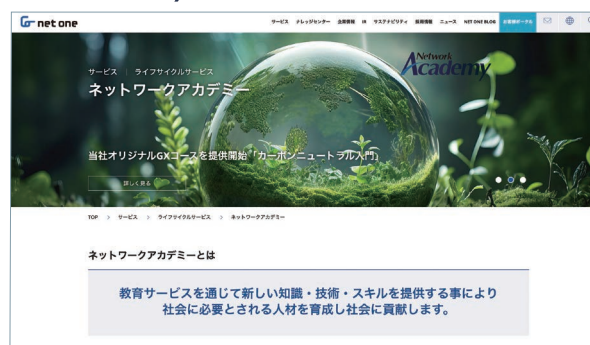 net one
サービス ナレッジセンター 企業情報 IR サステナビリティ 採用情報 ニュース NET ONE BLOG お客様ポータル
サービス | ライフサイクルサービス
ネットワークアカデミー
Network
Academy
当社オリジナルGXコースを提供開始「カーボンニュートラル入門」
詳しく見る
TOP > サービス > ライフサイクルサービス > ネットワークアカデミー
ネットワークアカデミーとは
教育サービスを通じて新しい知識・技術・スキルを提供する事により
社会に必要とされる人材を育成し社会に貢献します。